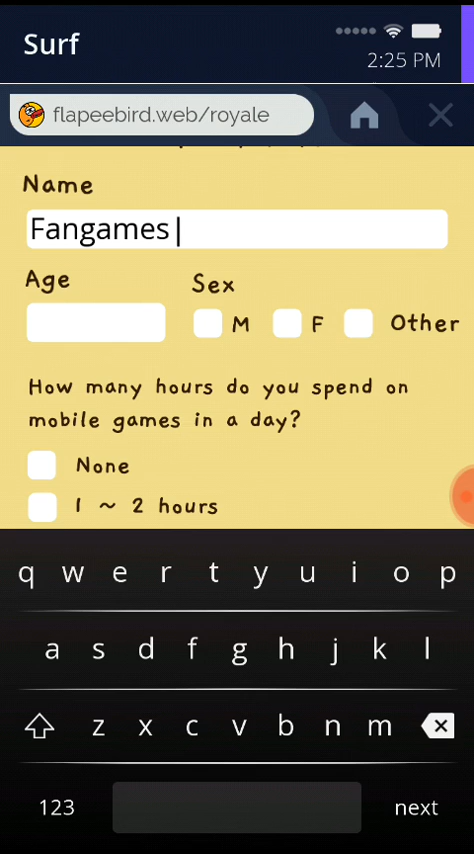 Surf
2:25 PM
flapeebird.web/royale
Name
Fangames
Age
Sex
M
F
Other
How many hours do you spend on
mobile games in a day?
None
1 ~ 2 hours
q w e r t y u i o p
a s d f g h j k l
z x c v b n m
123
next